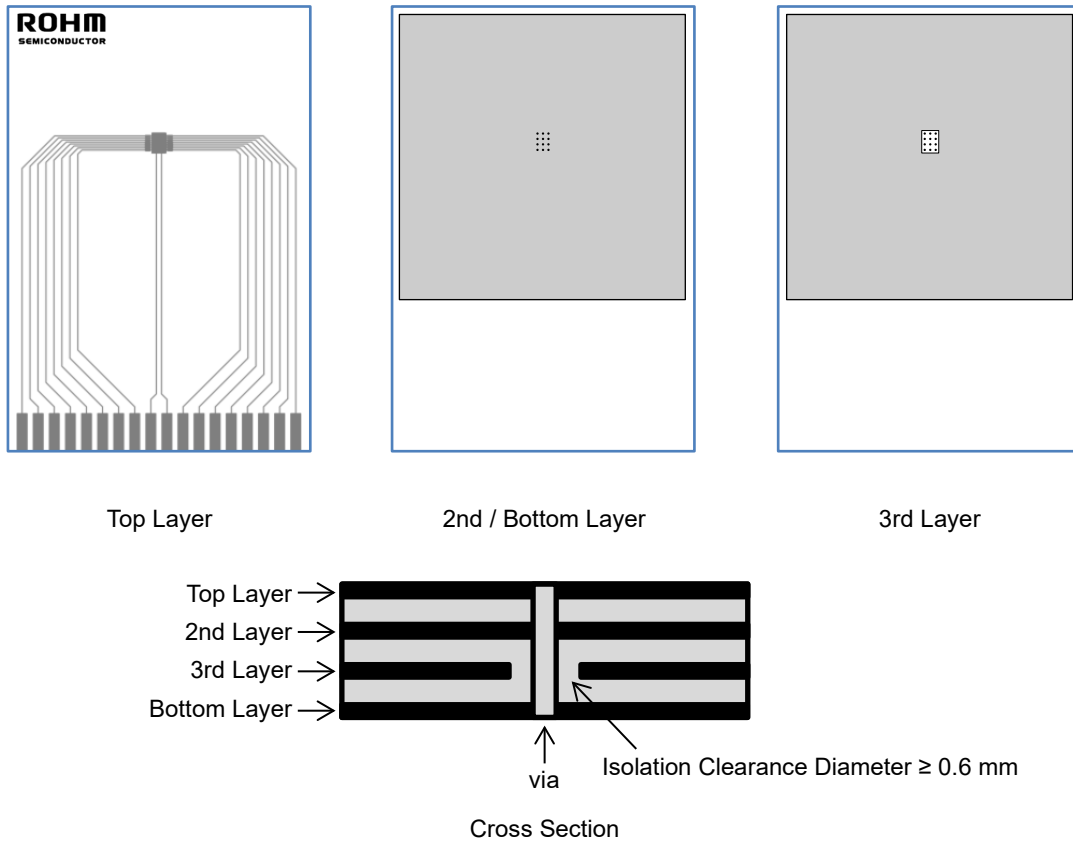 ROHM
SEMICONDUCTOR
Top Layer
2nd / Bottom Layer
3rd Layer
Top Layer
2nd Layer
3rd Layer
Bottom Layer
via
Isolation Clearance Diameter ≥ 0.6 mm
Cross Section